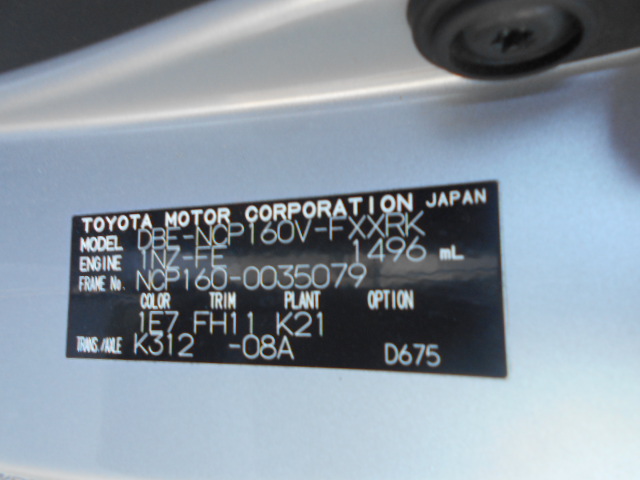 TOYOTA MOTOR CORPORATION JAPAN
MODEL DBE-NCP160V-FXXRK
ENGINE 1NZ-FE 1496 mL
FRAME No. NCP160-0035079
COLOR TRIM PLANT OPTION
1E7 FH11 K21
TRANS./AXLE K312 -08A D675